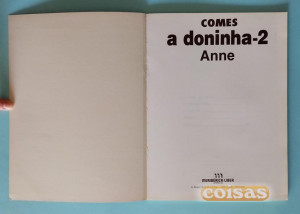 COMES
a doninha-2
Anne
coisas